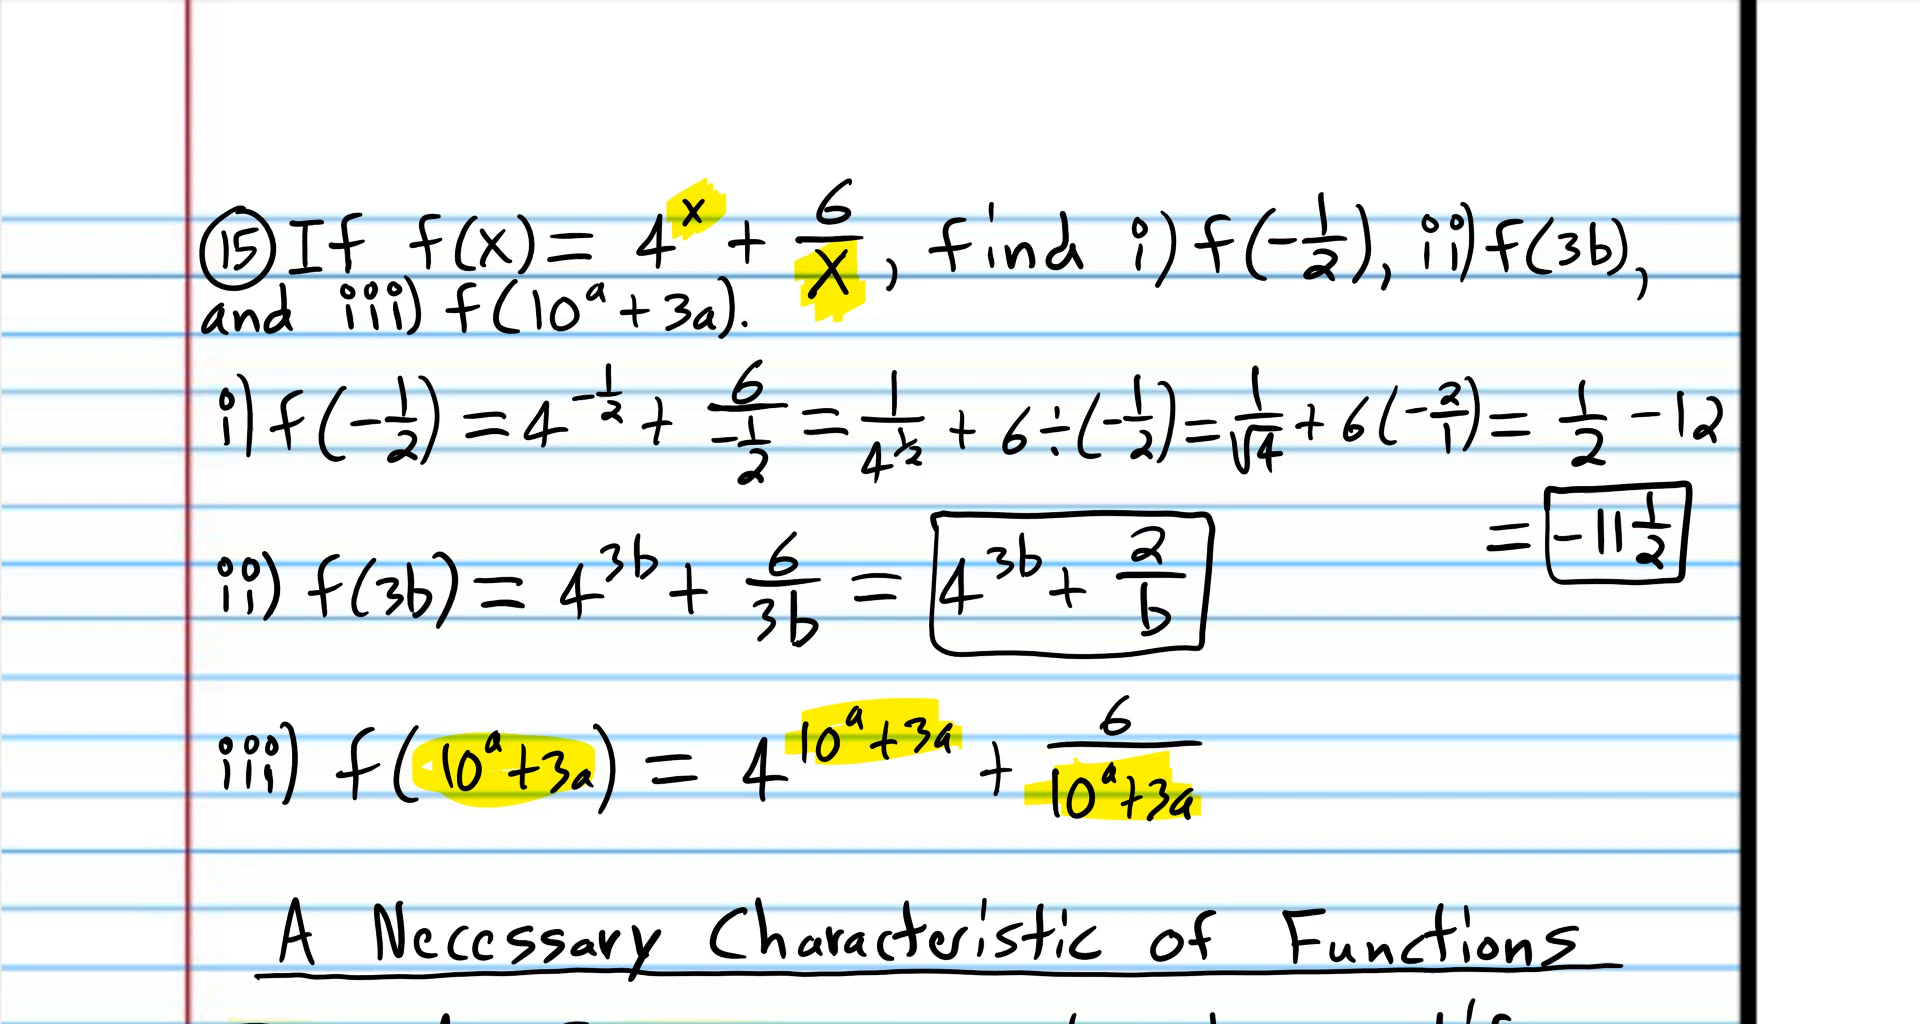 ⑮ If f(x) = 4^x + 6/x, find i) f(-1/2), ii) f(3b),
and iii) f(10^a + 3a).
i) f(-1/2) = 4^(-1/2) + 6/(-1/2) = 1/4^(1/2) + 6 ÷ (-1/2) = 1/√4 + 6(-2/1) = 1/2 - 12
= -11 1/2
ii) f(3b) = 4^(3b) + 6/(3b) = 4^(3b) + 2/b
iii) f(10^a + 3a) = 4^(10^a + 3a) + 6/(10^a + 3a)
A Necessary Characteristic of Functions